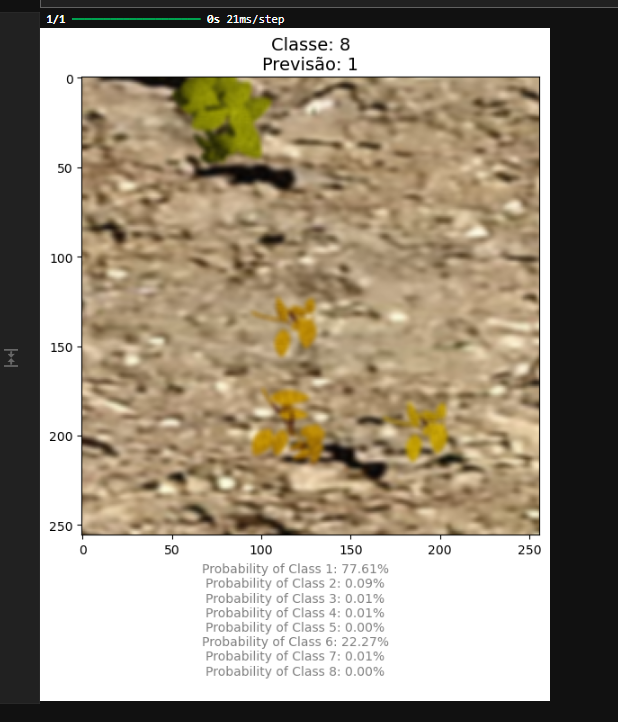 1/1 0s 21ms/step
Classe: 8
Previsão: 1
0
50
100
150
200
250
0 50 100 150 200 250
Probability of Class 1: 77.61%
Probability of Class 2: 0.09%
Probability of Class 3: 0.01%
Probability of Class 4: 0.01%
Probability of Class 5: 0.00%
Probability of Class 6: 22.27%
Probability of Class 7: 0.01%
Probability of Class 8: 0.00%